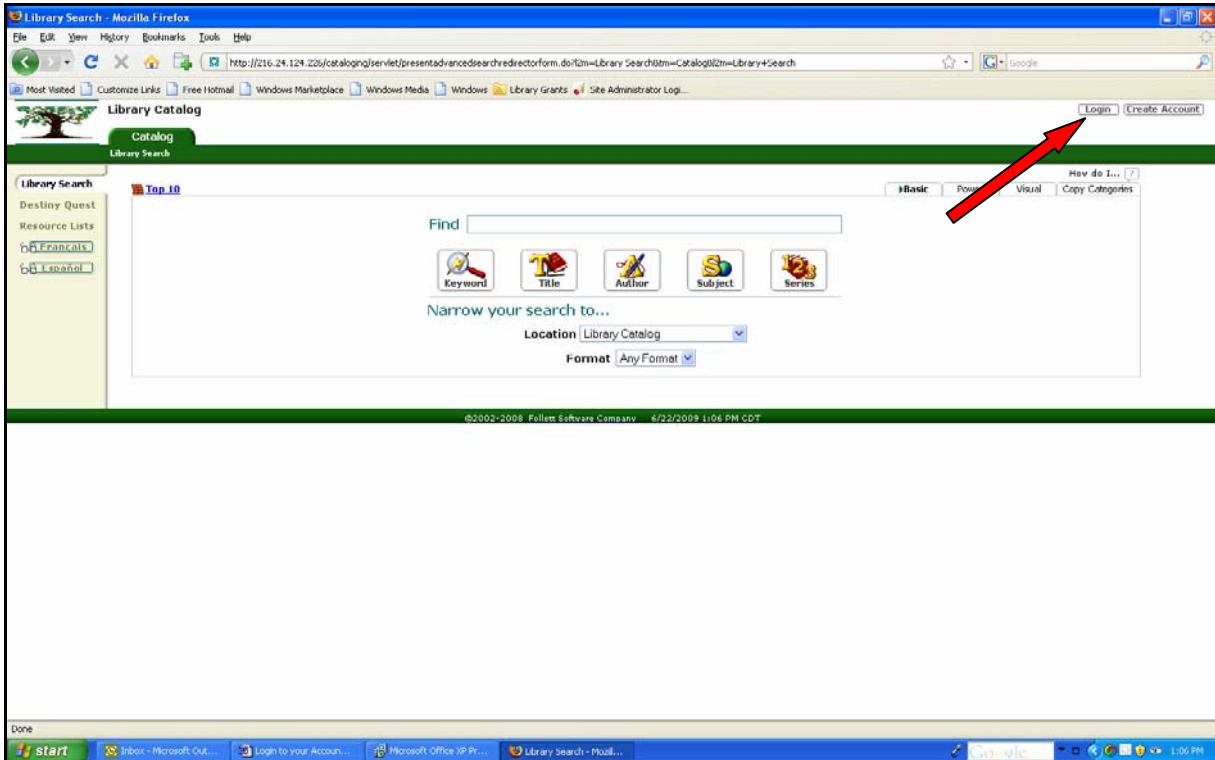 Library Search - Mozilla Firefox
File Edit View History Bookmarks Tools Help
http://216.24.124.226/cataloging/servlet/presentadvancedsearchredirectorform.do?l2m=Library Search&tm=Catalog&l2m=Library+Search
Google
Most Visited Customize Links Free Hotmail Windows Marketplace Windows Media Windows Library Grants Site Administrator Logi...
Library Catalog
Login Create Account
Catalog
Library Search
How do I... ?
Library Search
Top 10
Basic Visual Copy Categories
Destiny Quest
Resource Lists
Français
Español
Find
Keyword Title Author Subject Series
Narrow your search to...
Location Library Catalog
Format Any Format
©2002-2008 Follett Software Company 6/22/2009 1:06 PM CDT
Done
start Inbox - Microsoft Out... Login to your Accoun... Microsoft Office XP Pr... Library Search - Mozil... Google 1:06 PM